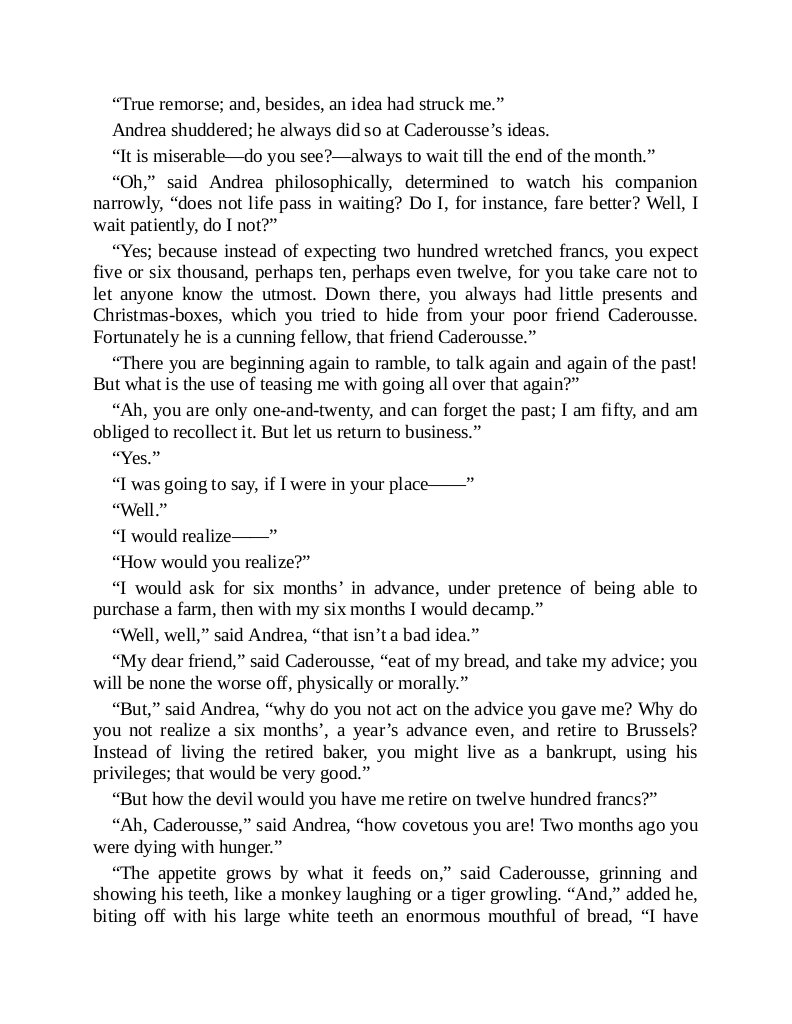 “True remorse; and, besides, an idea had struck me.”
Andrea shuddered; he always did so at Caderousse’s ideas.
“It is miserable—do you see?—always to wait till the end of the month.”
“Oh,” said Andrea philosophically, determined to watch his companion
narrowly, “does not life pass in waiting? Do I, for instance, fare better? Well, I
wait patiently, do I not?”
“Yes; because instead of expecting two hundred wretched francs, you expect
five or six thousand, perhaps ten, perhaps even twelve, for you take care not to
let anyone know the utmost. Down there, you always had little presents and
Christmas-boxes, which you tried to hide from your poor friend Caderousse.
Fortunately he is a cunning fellow, that friend Caderousse.”
“There you are beginning again to ramble, to talk again and again of the past!
But what is the use of teasing me with going all over that again?”
“Ah, you are only one-and-twenty, and can forget the past; I am fifty, and am
obliged to recollect it. But let us return to business.”
“Yes.”
“I was going to say, if I were in your place——”
“Well.”
“I would realize——”
“How would you realize?”
“I would ask for six months’ in advance, under pretence of being able to
purchase a farm, then with my six months I would decamp.”
“Well, well,” said Andrea, “that isn’t a bad idea.”
“My dear friend,” said Caderousse, “eat of my bread, and take my advice; you
will be none the worse off, physically or morally.”
“But,” said Andrea, “why do you not act on the advice you gave me? Why do
you not realize a six months’, a year’s advance even, and retire to Brussels?
Instead of living the retired baker, you might live as a bankrupt, using his
privileges; that would be very good.”
“But how the devil would you have me retire on twelve hundred francs?”
“Ah, Caderousse,” said Andrea, “how covetous you are! Two months ago you
were dying with hunger.”
“The appetite grows by what it feeds on,” said Caderousse, grinning and
showing his teeth, like a monkey laughing or a tiger growling. “And,” added he,
biting off with his large white teeth an enormous mouthful of bread, “I have